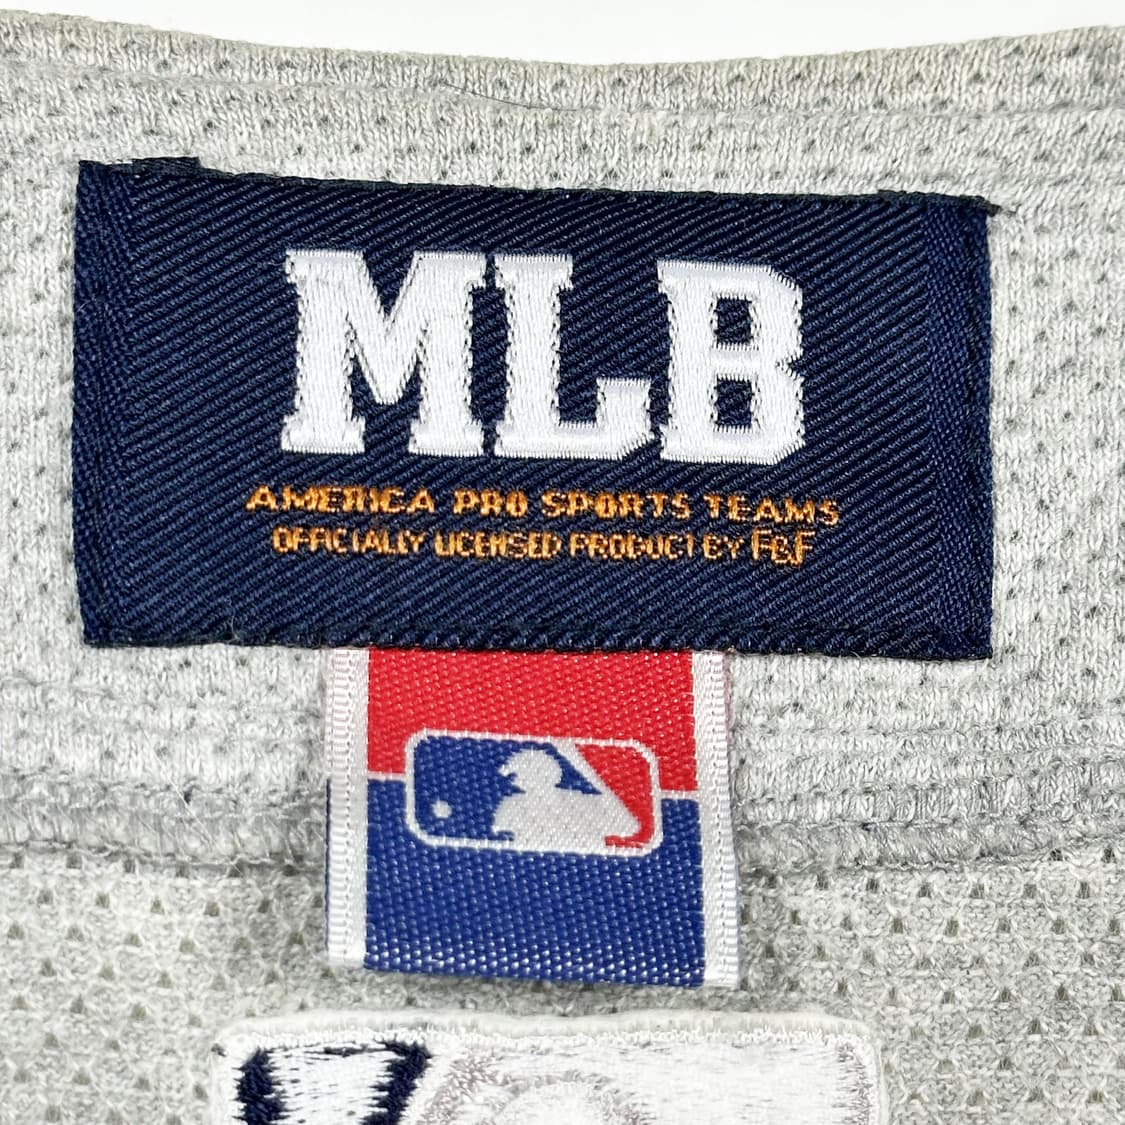 MLB
AMERICA PRO SPORTS TEAMS
OFFICIALLY LICENSED PRODUCT BY F&F